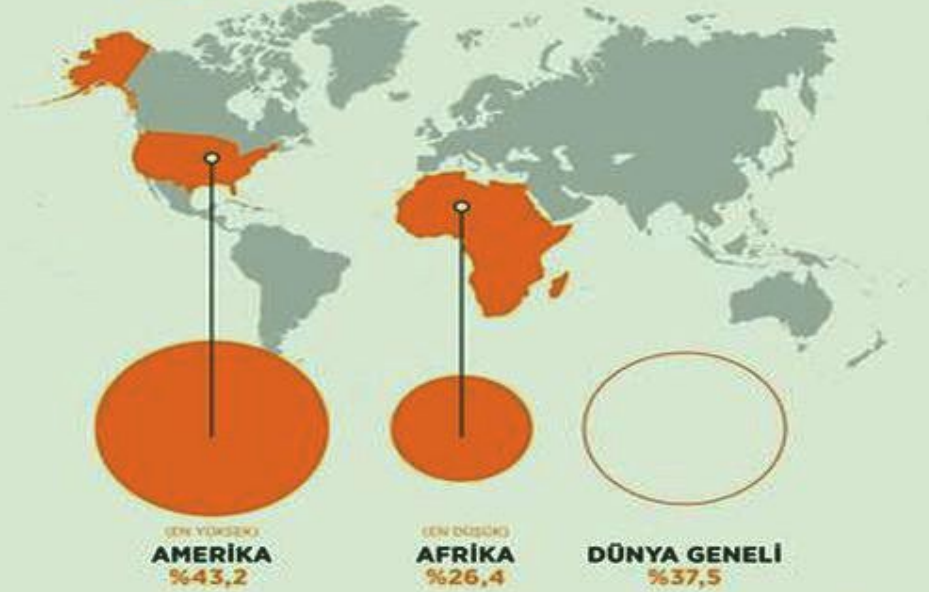 (EN YÜKSEK)
AMERİKA
%43,2
(EN DÜŞÜK)
AFRİKA
%26,4
DÜNYA GENELİ
%37,5